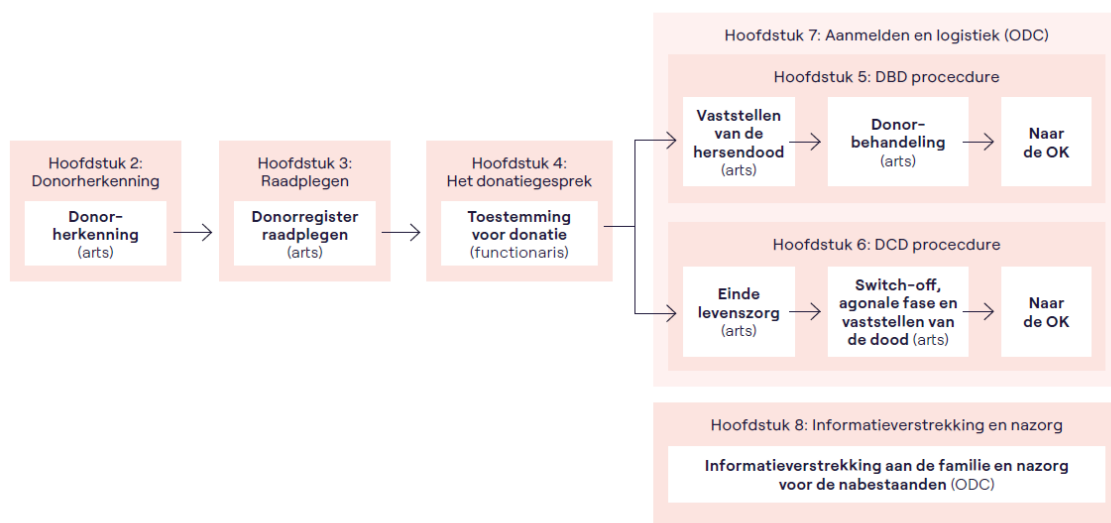 Hoofdstuk 2:
Donorherkenning
Donor-
herkenning
(arts)
Hoofdstuk 3:
Raadplegen
Donorregister
raadplegen
(arts)
Hoofdstuk 4:
Het donatiegesprek
Toestemming
voor donatie
(functionaris)
Hoofdstuk 7: Aanmelden en logistiek (ODC)
Hoofdstuk 5: DBD procecdure
Vaststellen
van de
hersendood
(arts)
Donor-
behandeling
(arts)
Naar
de OK
Hoofdstuk 6: DCD procecdure
Einde
levenszorg
(arts)
Switch-off,
agonale fase en
vaststellen van
de dood (arts)
Naar
de OK
Hoofdstuk 8: Informatieverstrekking en nazorg
Informatieverstrekking aan de familie en nazorg
voor de nabestaanden (ODC)